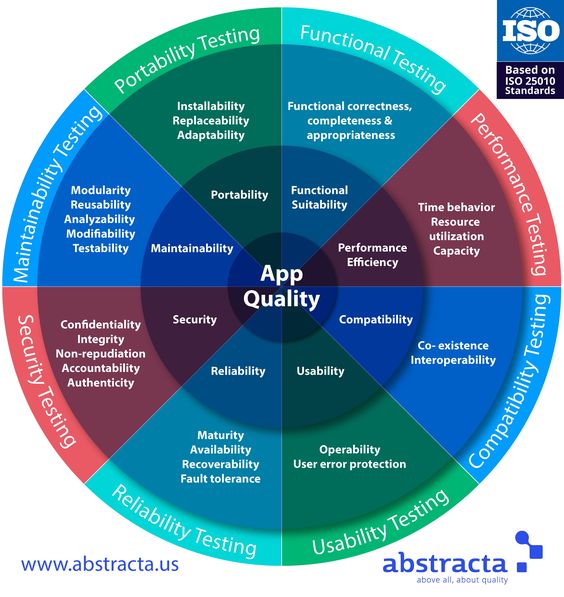 ISO
Based on
ISO 25010
Standards
Portability Testing
Functional Testing
Performance Testing
Compatibility Testing
Usability Testing
Reliability Testing
Security Testing
Maintainability Testing
Installability
Replaceability
Adaptability
Functional correctness,
completeness &
appropriateness
Modularity
Reusability
Analyzability
Modifiability
Testability
Portability
Functional
Suitability
Time behavior
Resource
utilization
Capacity
Maintainability
Performance
Efficiency
App
Quality
Security
Compatibility
Confidentiality
Integrity
Non-repudiation
Accountability
Authenticity
Co- existence
Interoperability
Reliability
Usability
Maturity
Availability
Recoverability
Fault tolerance
Operability
User error protection
www.abstracta.us
abstracta
above all, about quality